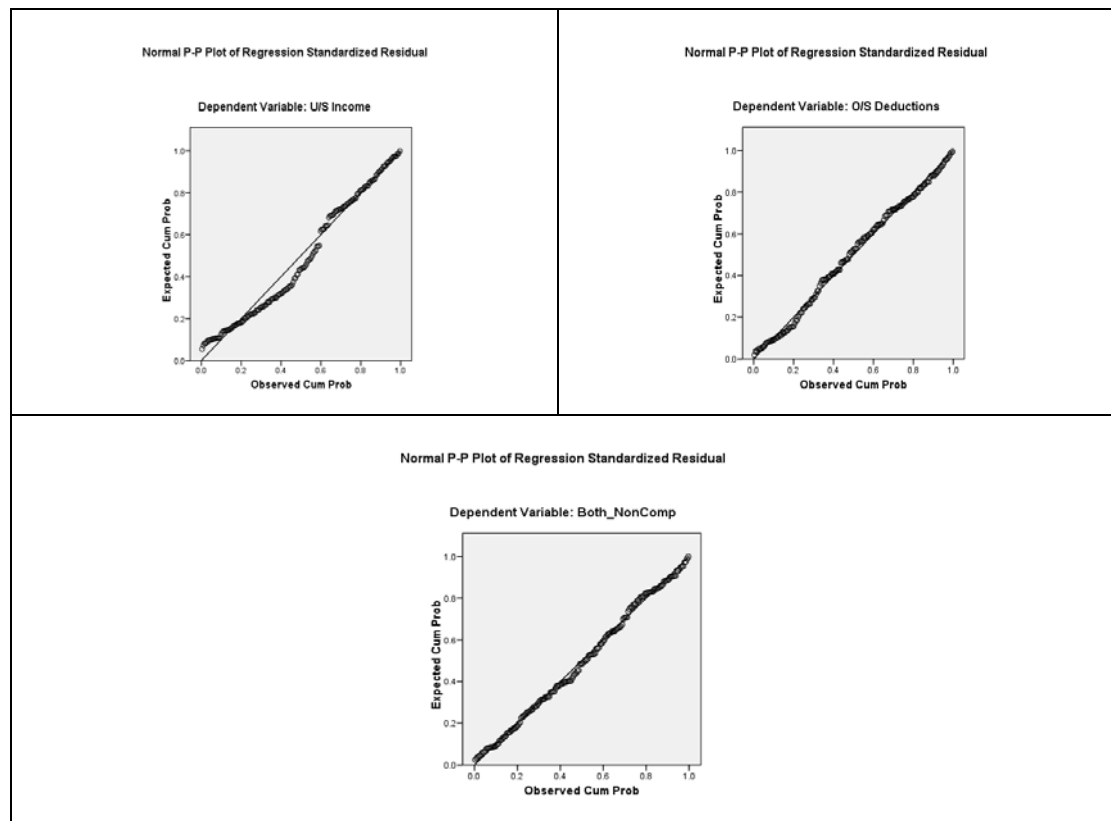 Normal P-P Plot of Regression Standardized Residual
Dependent Variable: U/S Income
Expected Cum Prob
1.0
0.8
0.6
0.4
0.2
0.0
0.0 0.2 0.4 0.6 0.8 1.0
Observed Cum Prob
Normal P-P Plot of Regression Standardized Residual
Dependent Variable: O/S Deductions
Expected Cum Prob
1.0
0.8
0.6
0.4
0.2
0.0
0.0 0.2 0.4 0.6 0.8 1.0
Observed Cum Prob
Normal P-P Plot of Regression Standardized Residual
Dependent Variable: Both_NonComp
Expected Cum Prob
1.0
0.8
0.6
0.4
0.2
0.0
0.0 0.2 0.4 0.6 0.8 1.0
Observed Cum Prob